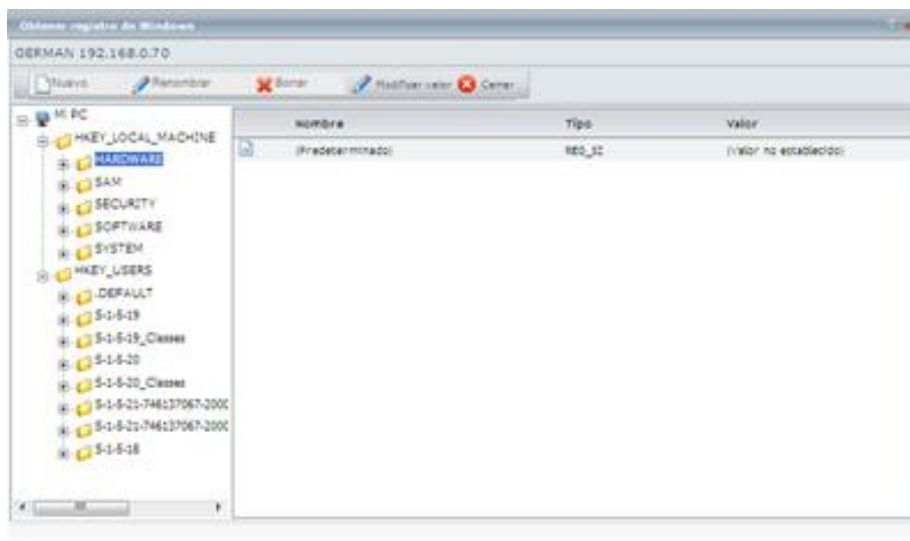 Obtener registro de Windows
GERMAN 192.168.0.70
Nuevo Renombrar Borrar Modificar valor Cerrar
Mi PC
HKEY_LOCAL_MACHINE
HARDWARE
SAM
SECURITY
SOFTWARE
SYSTEM
HKEY_USERS
.DEFAULT
S-1-5-19
S-1-5-19_Classes
S-1-5-20
S-1-5-20_Classes
S-1-5-21-746137067-200C
S-1-5-21-746137067-200C
S-1-5-18
Nombre Tipo Valor
(Predeterminado) REG_SZ (Valor no establecido)